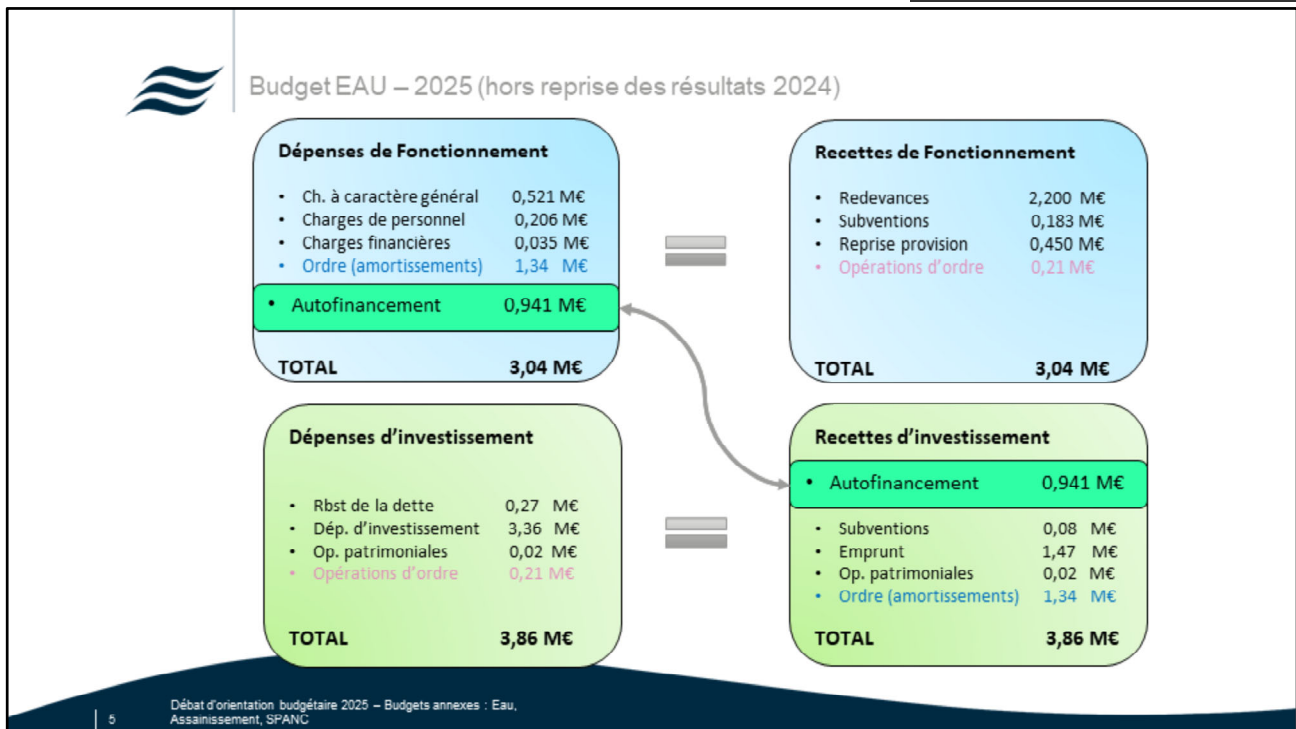 Budget EAU – 2025 (hors reprise des résultats 2024)
Dépenses de Fonctionnement
• Ch. à caractère général 0,521 M€
• Charges de personnel 0,206 M€
• Charges financières 0,035 M€
• Ordre (amortissements) 1,34 M€
• Autofinancement 0,941 M€
TOTAL 3,04 M€
Recettes de Fonctionnement
• Redevances 2,200 M€
• Subventions 0,183 M€
• Reprise provision 0,450 M€
• Opérations d'ordre 0,21 M€
TOTAL 3,04 M€
Dépenses d'investissement
• Rbst de la dette 0,27 M€
• Dép. d'investissement 3,36 M€
• Op. patrimoniales 0,02 M€
• Opérations d'ordre 0,21 M€
TOTAL 3,86 M€
Recettes d'investissement
• Autofinancement 0,941 M€
• Subventions 0,08 M€
• Emprunt 1,47 M€
• Op. patrimoniales 0,02 M€
• Ordre (amortissements) 1,34 M€
TOTAL 3,86 M€
5
Débat d'orientation budgétaire 2025 – Budgets annexes : Eau,
Assainissement, SPANC